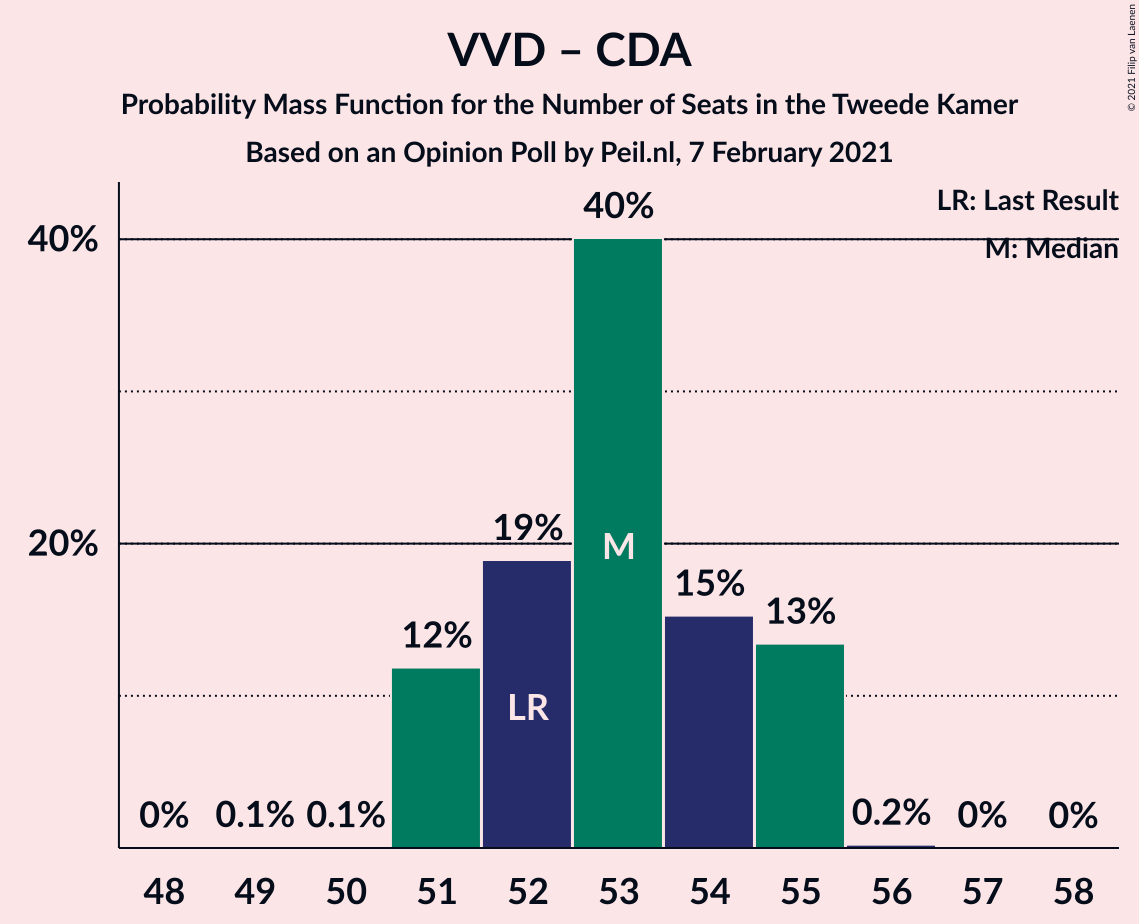 VVD – CDA
Probability Mass Function for the Number of Seats in the Tweede Kamer
Based on an Opinion Poll by Peil.nl, 7 February 2021
© 2021 Filip van Laenen
LR: Last Result
M: Median
40%
20%
0%
0.1%
0.1%
12%
19%
40%
15%
13%
0.2%
0%
0%
LR
M
48 49 50 51 52 53 54 55 56 57 58